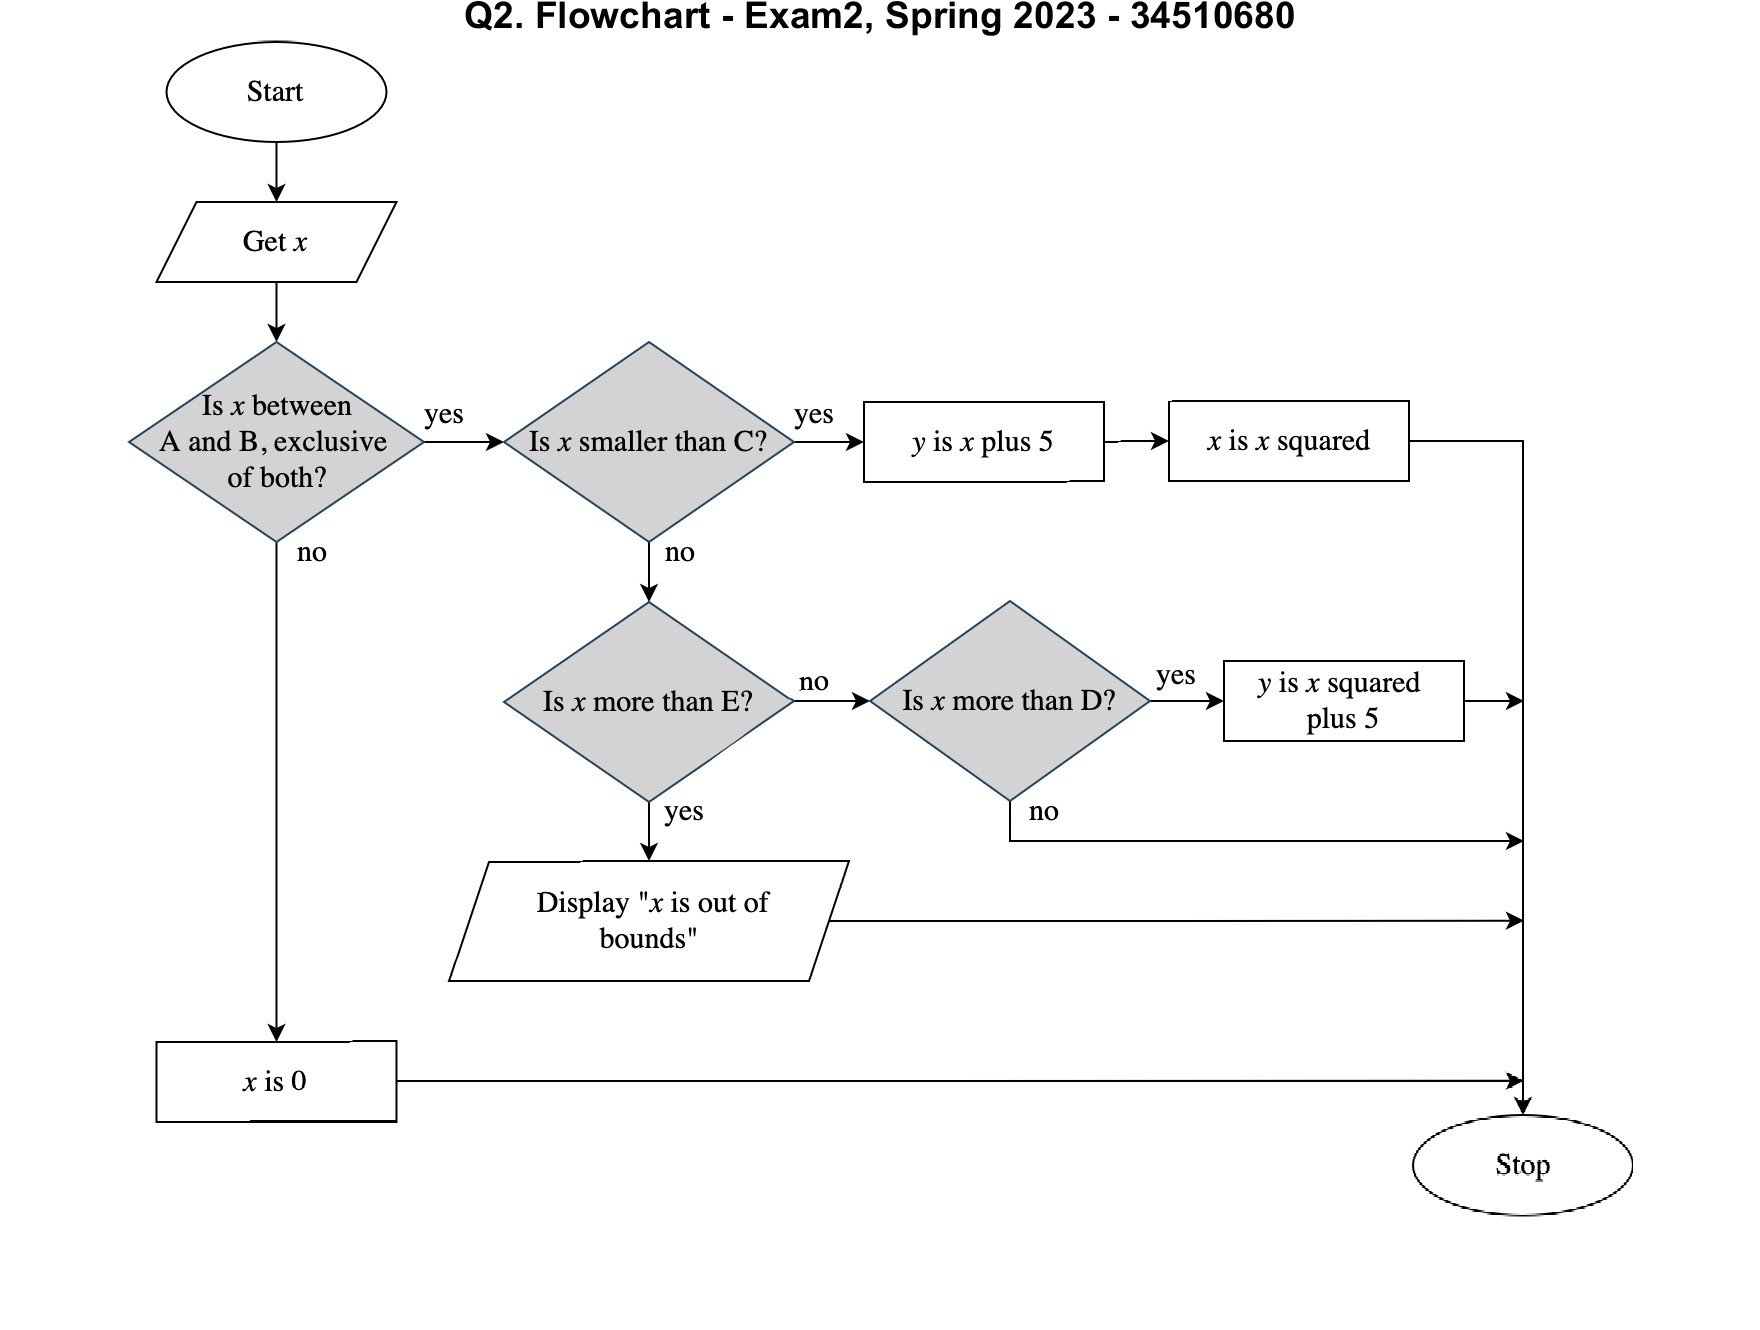 Q2. Flowchart - Exam2, Spring 2023 - 34510680
Start
Get x
Is x between
A and B, exclusive
of both?
yes
no
Is x smaller than C?
yes
no
y is x plus 5
x is x squared
Is x more than E?
no
yes
Is x more than D?
yes
no
y is x squared
plus 5
Display "x is out of
bounds"
x is 0
Stop